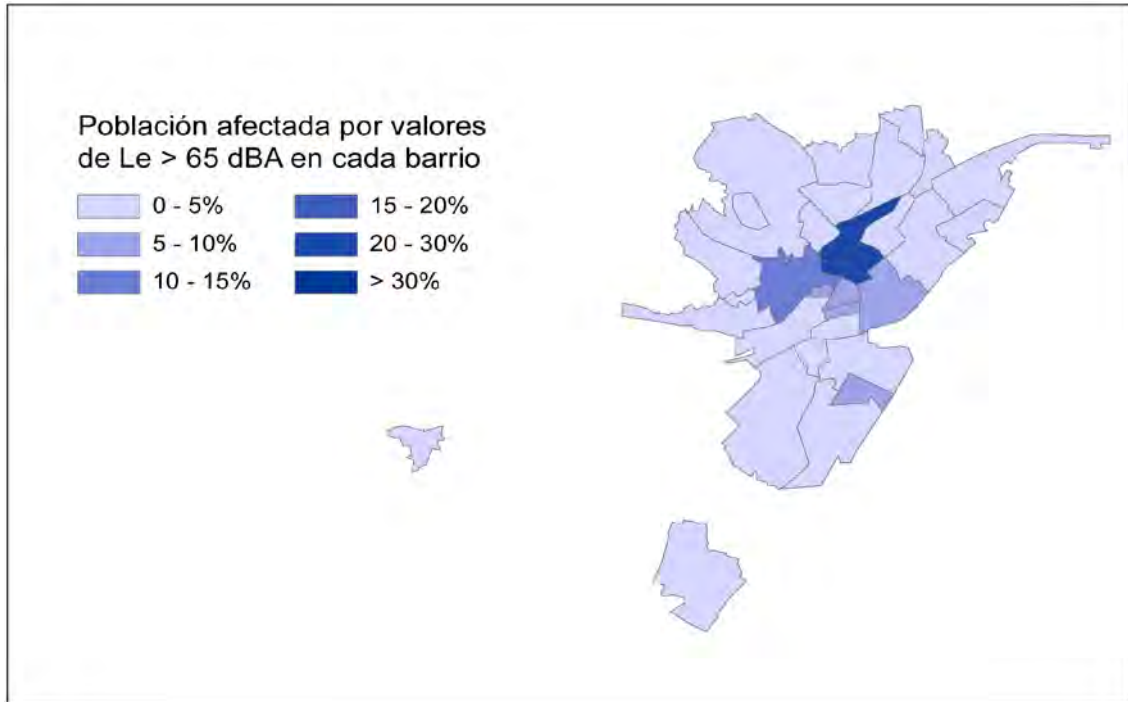 Población afectada por valores
de Le > 65 dBA en cada barrio
0 - 5%
15 - 20%
5 - 10%
20 - 30%
10 - 15%
> 30%